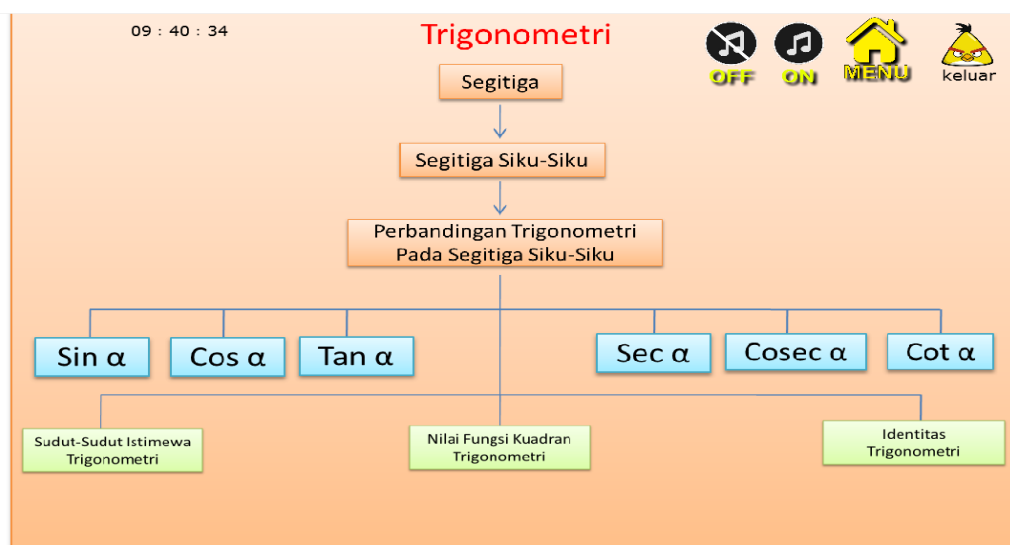 09 : 40 : 34
Trigonometri
OFF
ON
MENU
keluar
Segitiga
Segitiga Siku-Siku
Perbandingan Trigonometri
Pada Segitiga Siku-Siku
Sin α
Cos α
Tan α
Sec α
Cosec α
Cot α
Sudut-Sudut Istimewa
Trigonometri
Nilai Fungsi Kuadran
Trigonometri
Identitas
Trigonometri